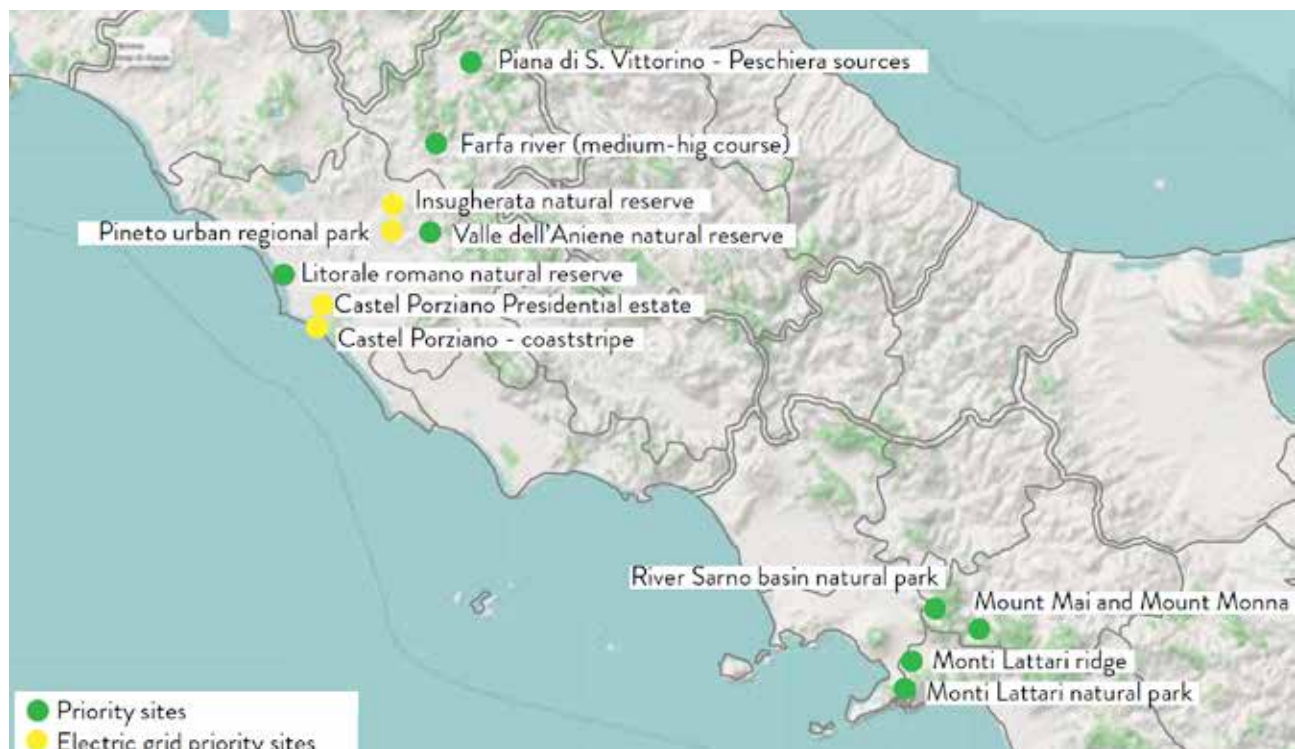 Piana di S. Vittorino - Peschiera sources
Farfa river (medium-hig course)
Insugherata natural reserve
Pineto urban regional park
Valle dell'Aniene natural reserve
Litorale romano natural reserve
Castel Porziano Presidential estate
Castel Porziano - coaststripe
River Sarno basin natural park
Mount Mai and Mount Monna
Monti Lattari ridge
Monti Lattari natural park
Priority sites
Electric grid priority sites